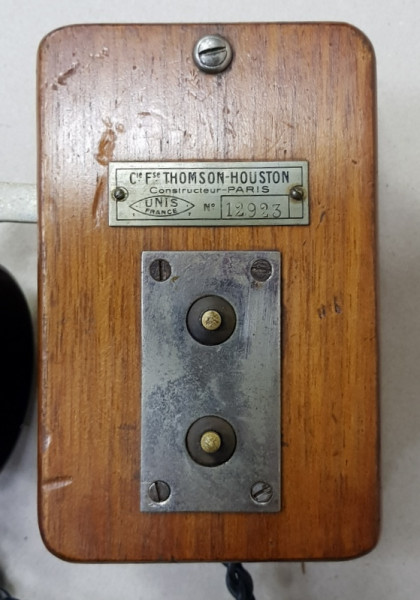 Cie Fse THOMSON-HOUSTON
Constructeur-PARIS
UNIS
FRANCE
No 12923